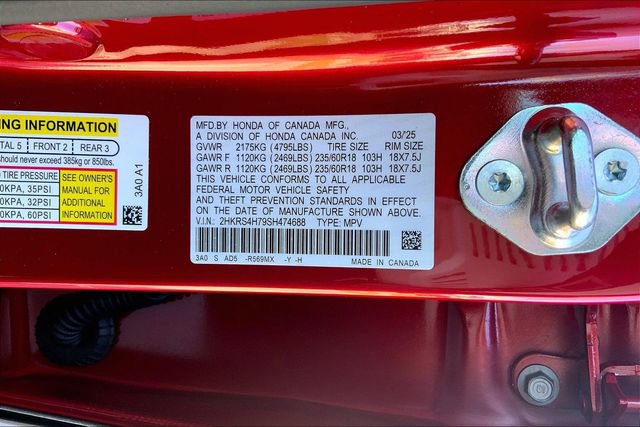 NG INFORMATION
TAL 5 FRONT 2 REAR 3
hould never exceed 385kg or 850lbs.
TIRE PRESSURE
0KPA, 35PSI
0KPA, 32PSI
0KPA, 60PSI
SEE OWNER'S
MANUAL FOR
ADDITIONAL
INFORMATION
3A0 A1
MFD.BY HONDA OF CANADA MFG.,
A DIVISION OF HONDA CANADA INC. 03/25
GVWR 2175KG (4795LBS) TIRE SIZE RIM SIZE
GAWR F 1120KG (2469LBS) 235/60R18 103H 18X7.5J
GAWR R 1120KG (2469LBS) 235/60R18 103H 18X7.5J
THIS VEHICLE CONFORMS TO ALL APPLICABLE
FEDERAL MOTOR VEHICLE SAFETY
AND THEFT PREVENTION STANDARDS IN EFFECT
ON THE DATE OF MANUFACTURE SHOWN ABOVE.
V.I.N.: 2HKRS4H79SH474688 TYPE: MPV
3A0 S AD5 -R569MX -Y -H MADE IN CANADA